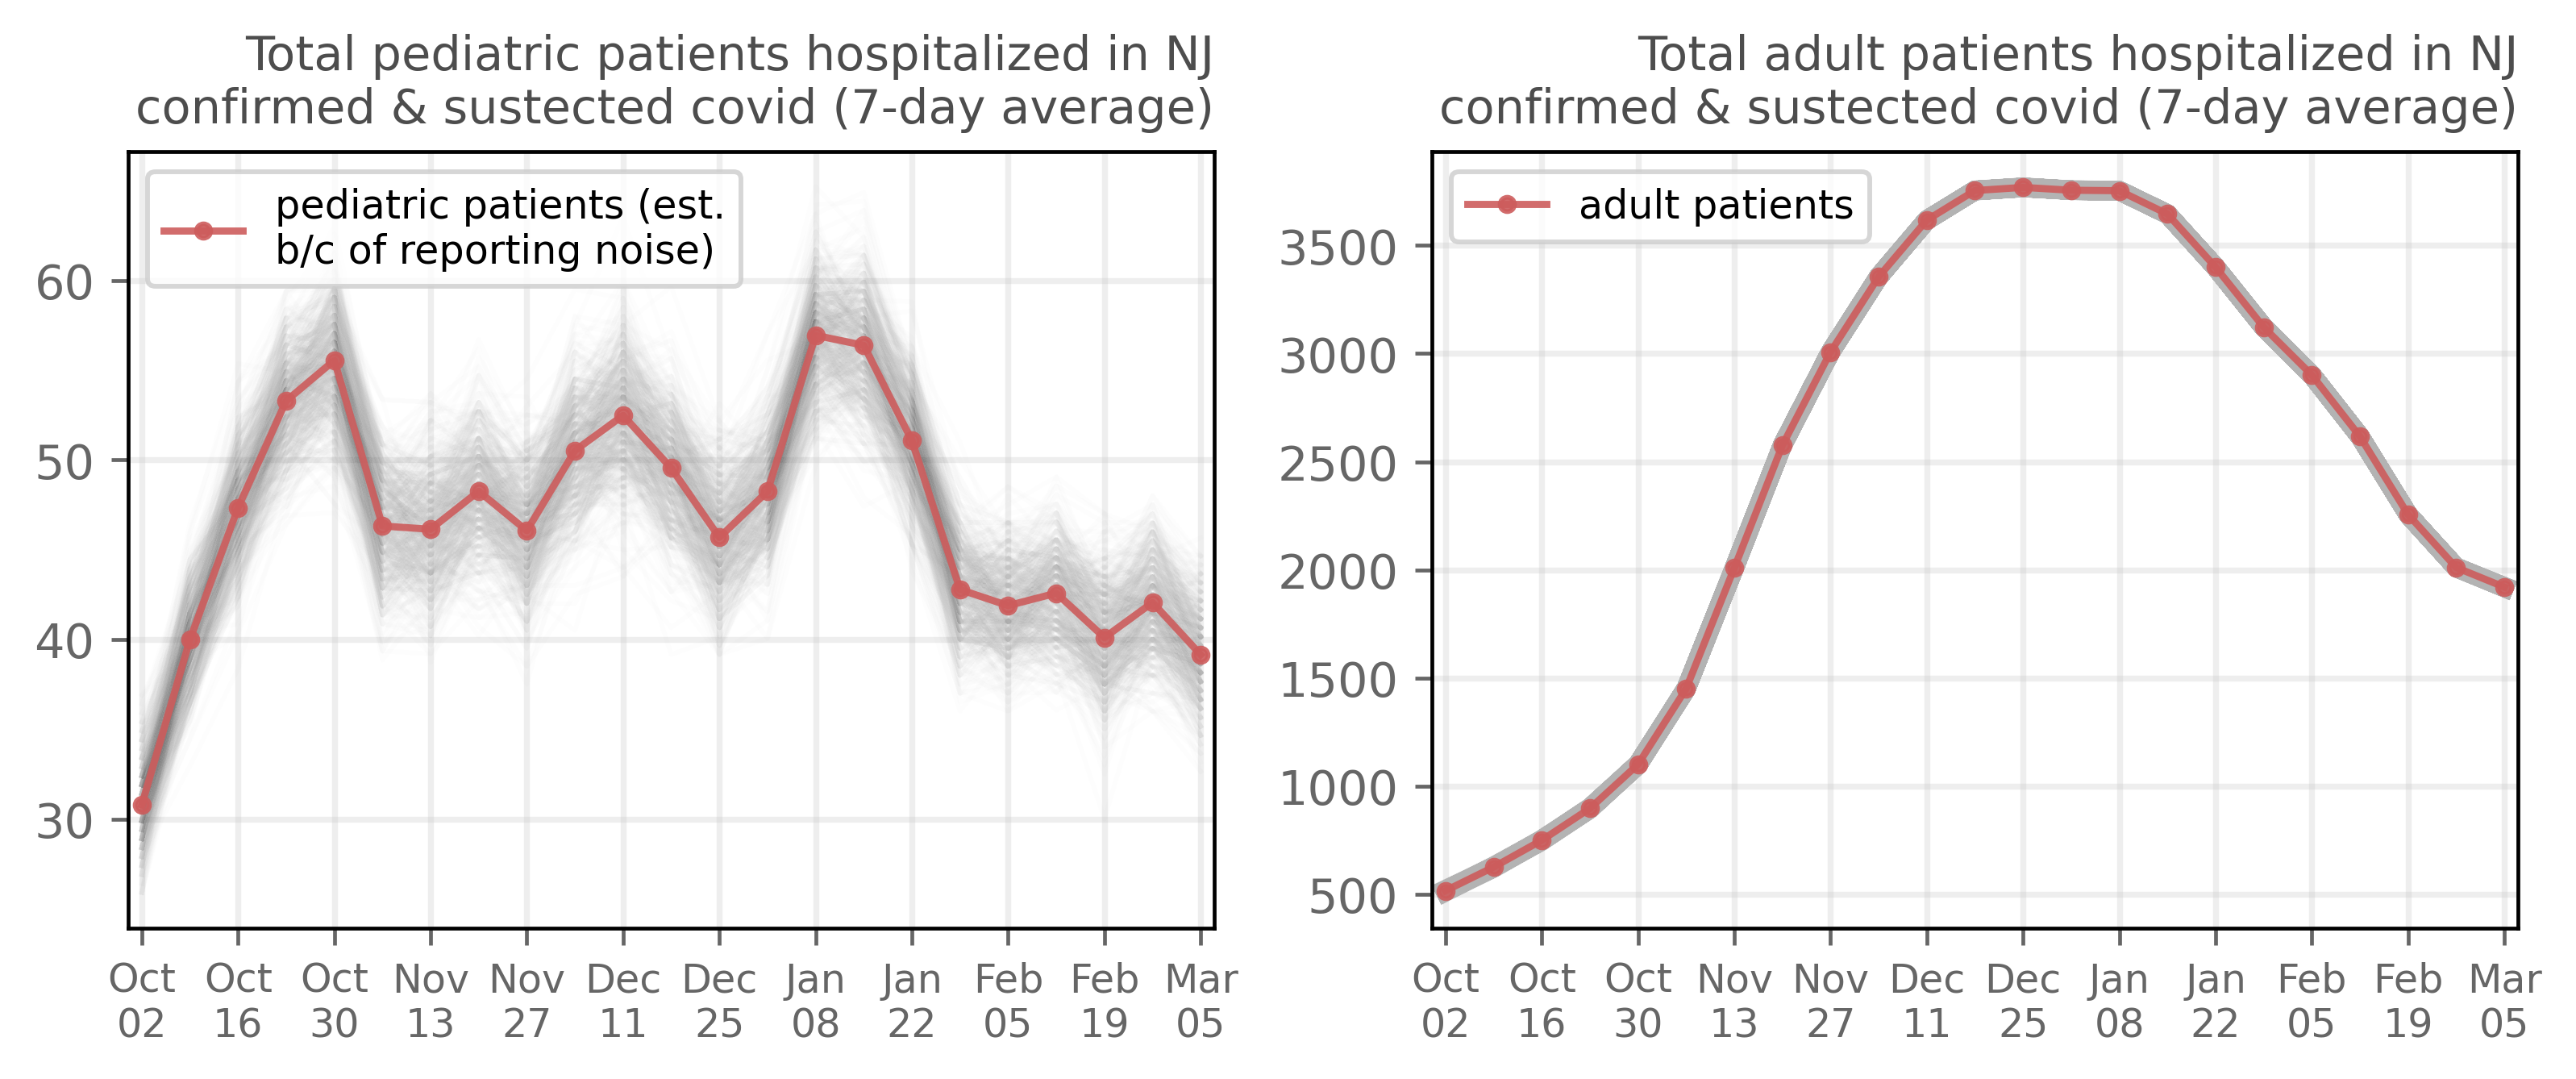 Total pediatric patients hospitalized in NJ
confirmed & sustected covid (7-day average)
pediatric patients (est.
b/c of reporting noise)
60
50
40
30
Oct Oct Oct Nov Nov Dec Dec Jan Jan Feb Feb Mar
02 16 30 13 27 11 25 08 22 05 19 05
Total adult patients hospitalized in NJ
confirmed & sustected covid (7-day average)
adult patients
3500
3000
2500
2000
1500
1000
500
Oct Oct Oct Nov Nov Dec Dec Jan Jan Feb Feb Mar
02 16 30 13 27 11 25 08 22 05 19 05